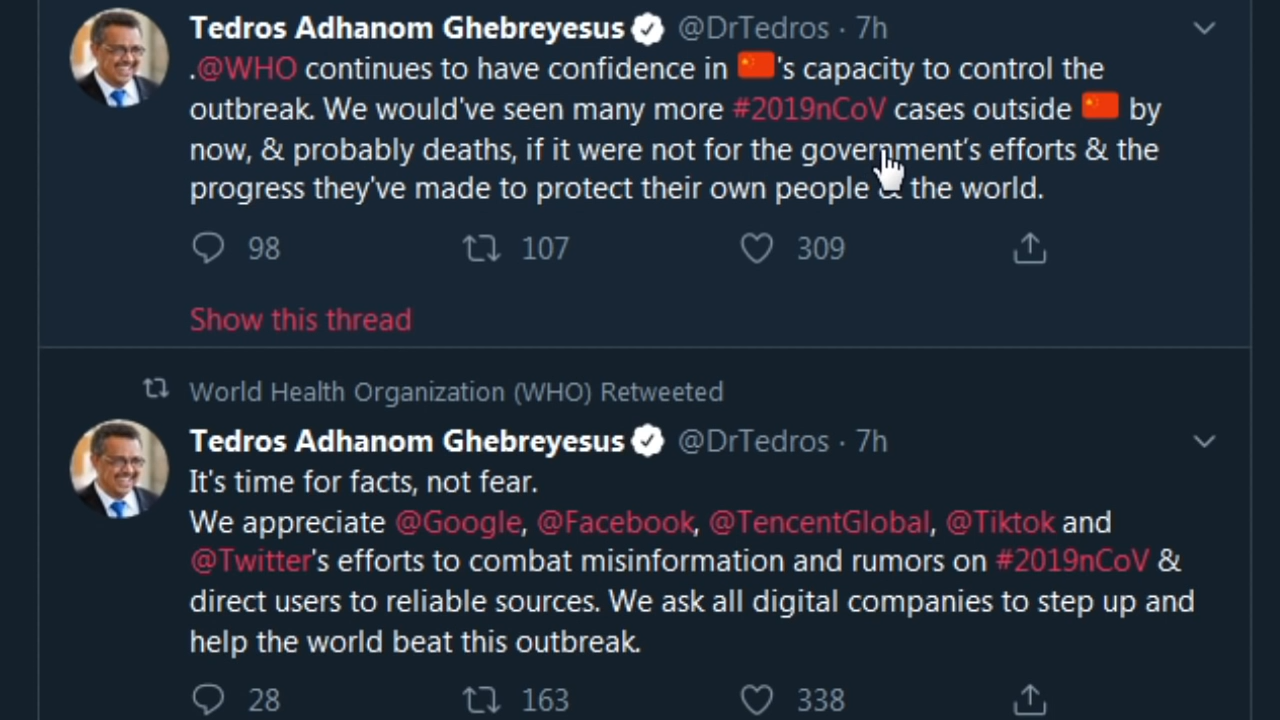 Tedros Adhanom Ghebreyesus @DrTedros · 7h
.@WHO continues to have confidence in 🇨🇳's capacity to control the
outbreak. We would've seen many more #2019nCoV cases outside 🇨🇳 by
now, & probably deaths, if it were not for the government's efforts & the
progress they've made to protect their own people & the world.
98 107 309
Show this thread
World Health Organization (WHO) Retweeted
Tedros Adhanom Ghebreyesus @DrTedros · 7h
It's time for facts, not fear.
We appreciate @Google, @Facebook, @TencentGlobal, @Tiktok and
@Twitter's efforts to combat misinformation and rumors on #2019nCoV &
direct users to reliable sources. We ask all digital companies to step up and
help the world beat this outbreak.
28 163 338